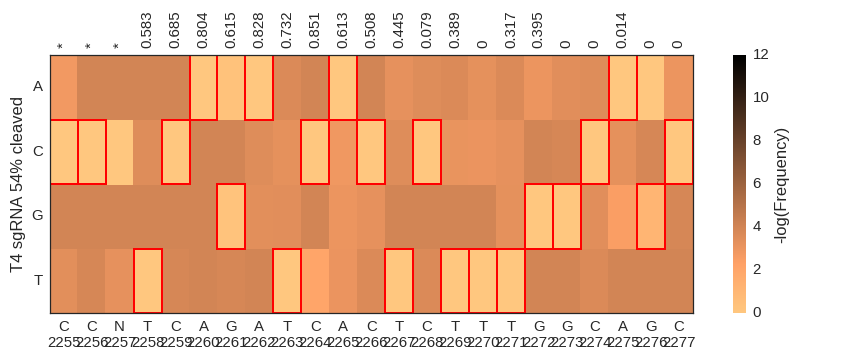 * * * 0.583 0.685 0.804 0.615 0.828 0.732 0.851 0.613 0.508 0.445 0.079 0.389 0 0.317 0.395 0 0 0.014 0 0
T4 sgRNA 54% cleaved
A
C
G
T
C C N T C A G A T C A C T C T T T G G C A G C
2255 2256 2257 2258 2259 2260 2261 2262 2263 2264 2265 2266 2267 2268 2269 2270 2271 2272 2273 2274 2275 2276 2277
12
10
8
6
4
2
0
-log(Frequency)